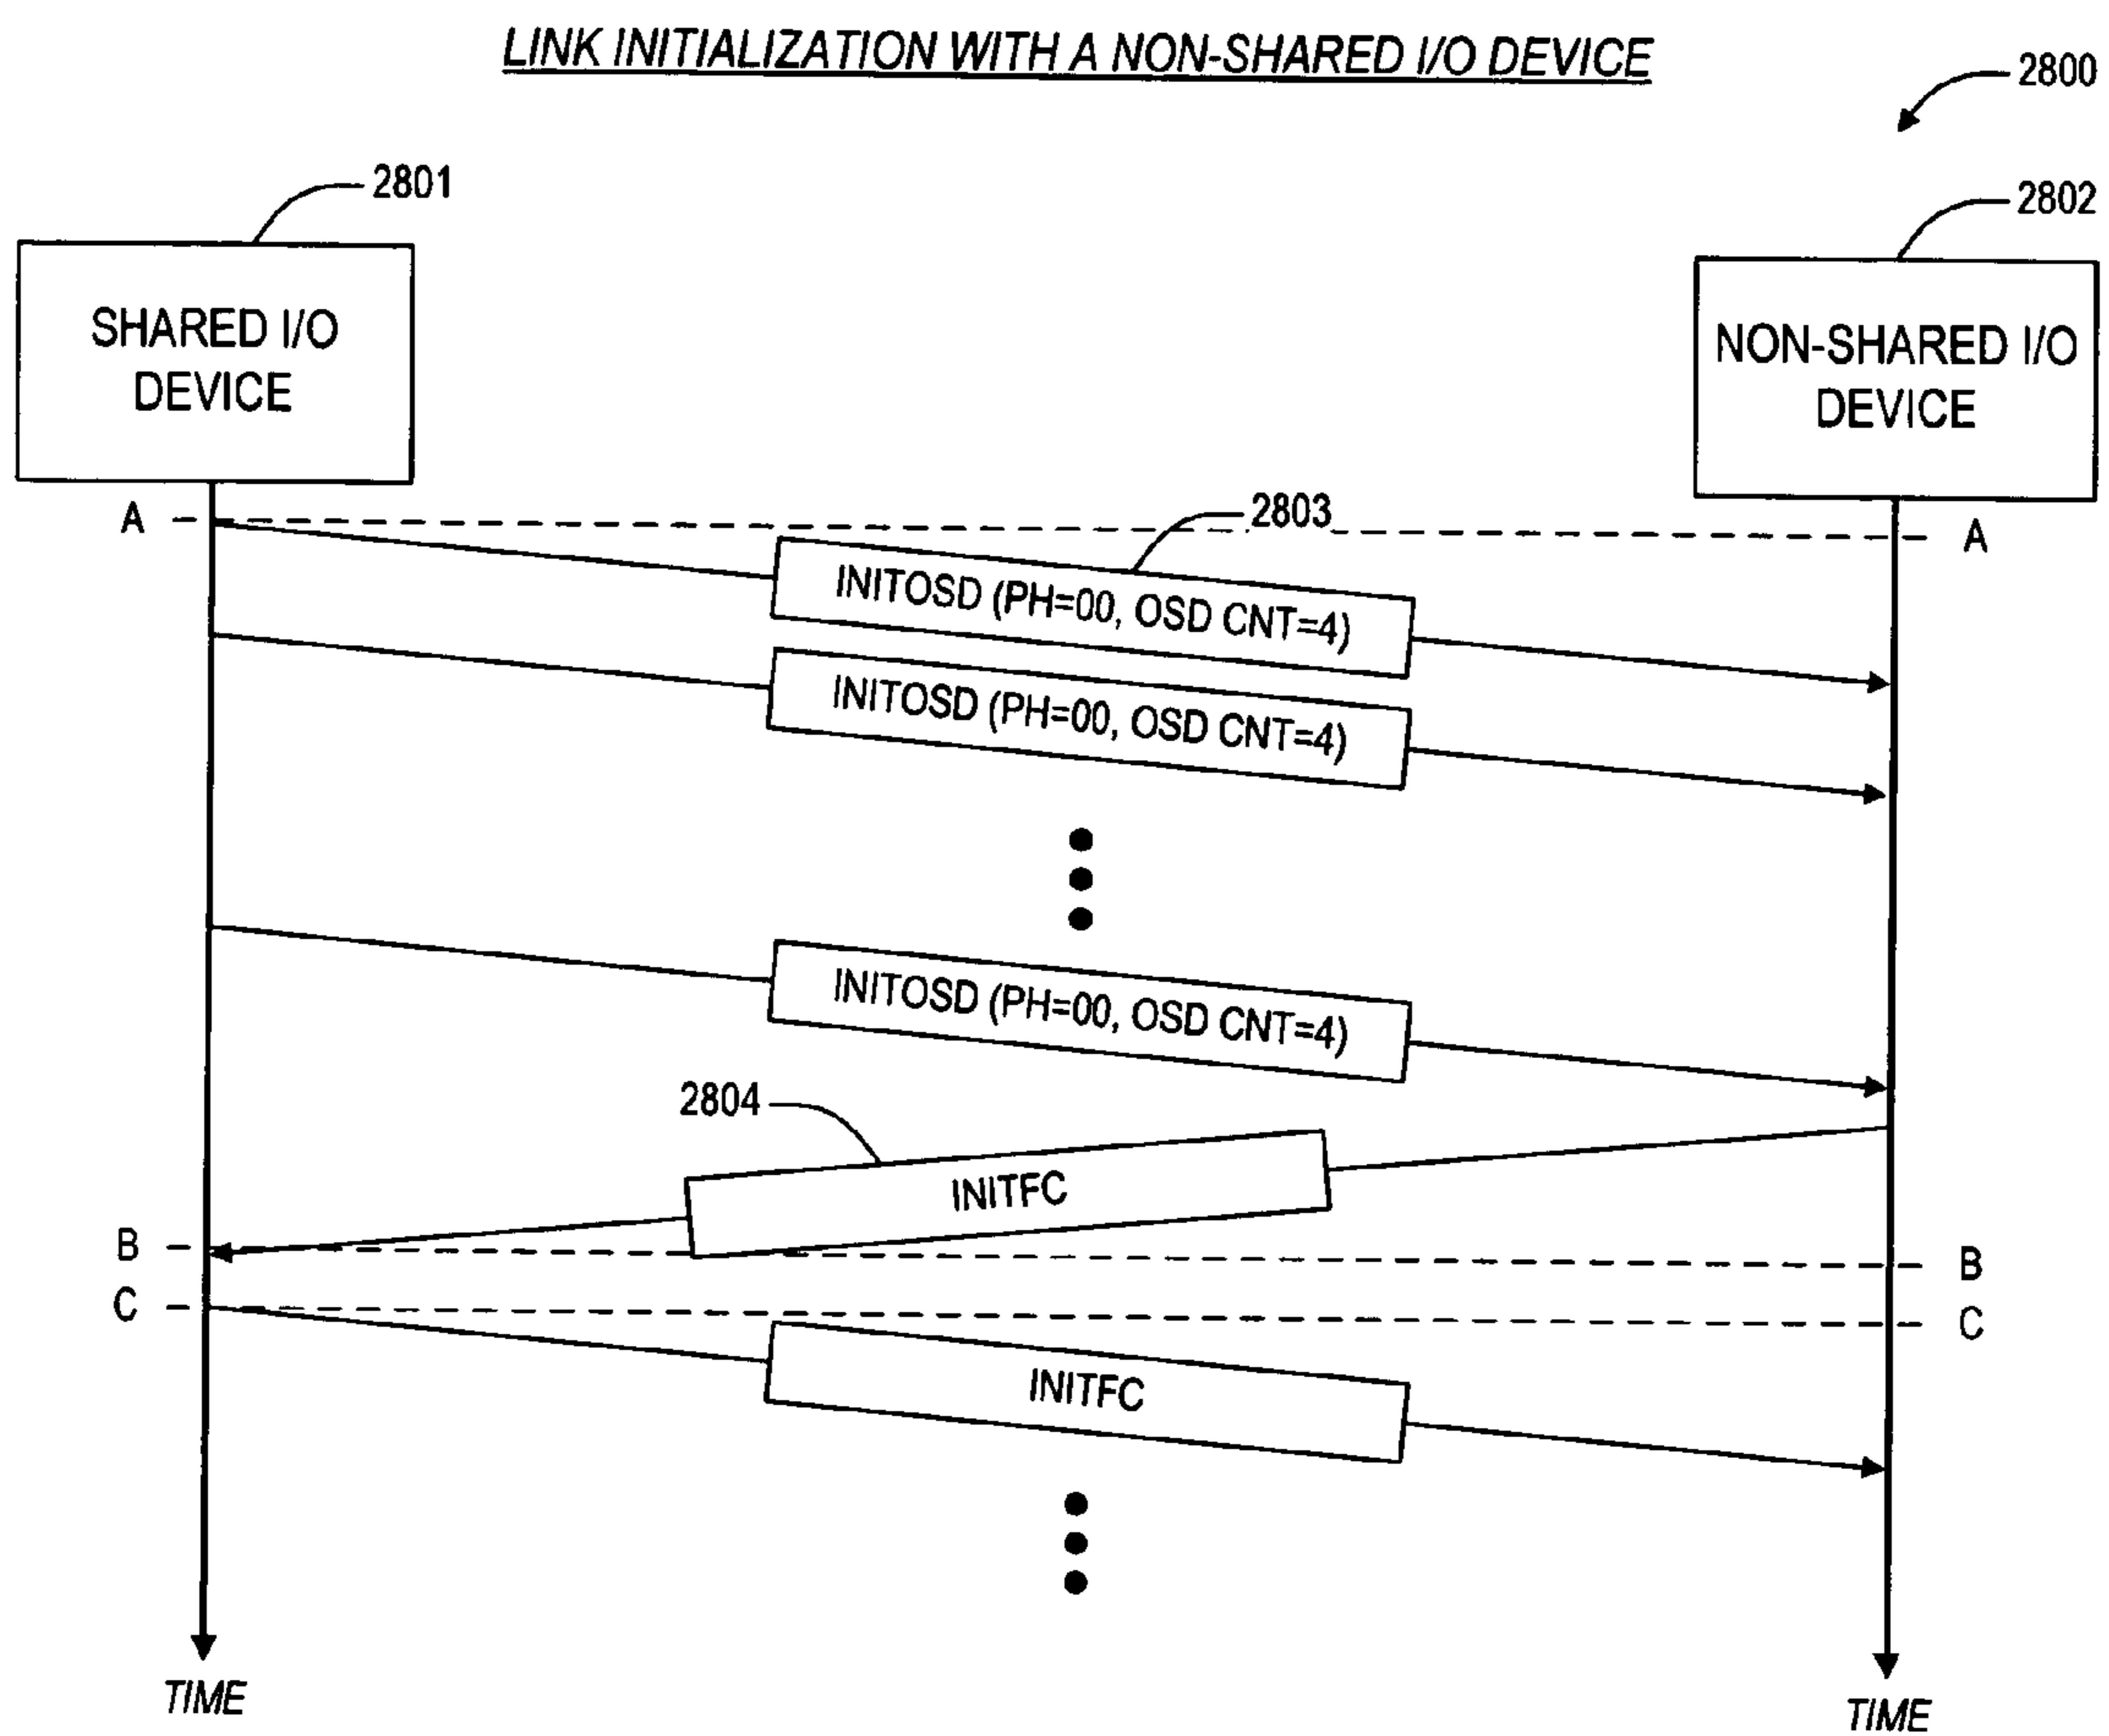 LINK INITIALIZATION WITH A NON-SHARED I/O DEVICE
2800
2801
2802
SHARED I/O
DEVICE
NON-SHARED I/O
DEVICE
A
A
2803
INITOSD (PH=00, OSD CNT=4)
INITOSD (PH=00, OSD CNT=4)
INITOSD (PH=00, OSD CNT=4)
2804
INITFC
B
B
C
C
INITFC
TIME
TIME